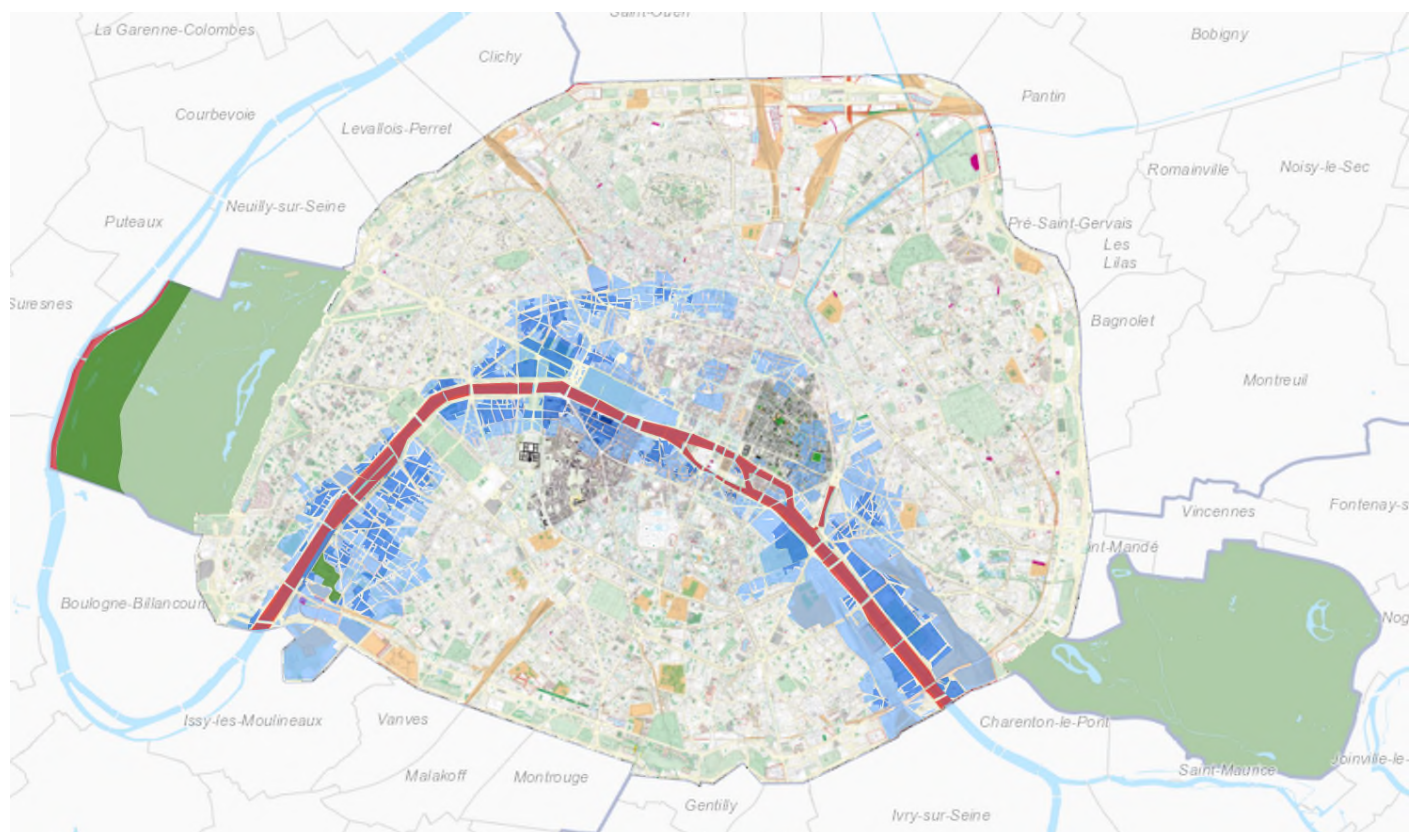 La Garenne-Colombes
Clichy
Bobigny
Pantin
Courbevoie
Levallois-Perret
Romainville
Noisy-le-Sec
Neuilly-sur-Seine
Puteaux
Pré-Saint-Gervais
Les
Lilas
Suresnes
Bagnolet
Montreuil
Vincennes
Fontenay-s
nt-Mandé
Boulogne-Billancourt
Nog
Issy-les-Moulineaux
Vanves
Charenton-le-Pont
Joinville-le-
Saint-Maurice
Malakoff
Montrouge
Gentilly
Ivry-sur-Seine